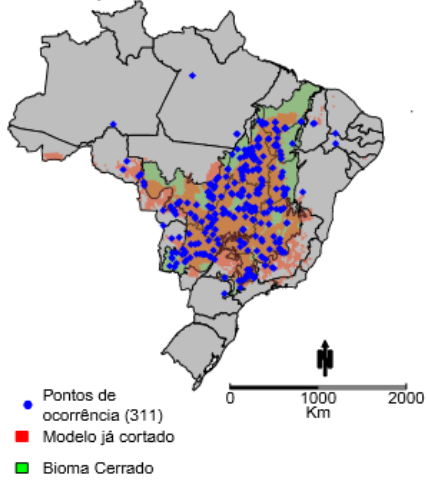 N
0 1000 2000
Km
Pontos de
ocorrência (311)
Modelo já cortado
Bioma Cerrado